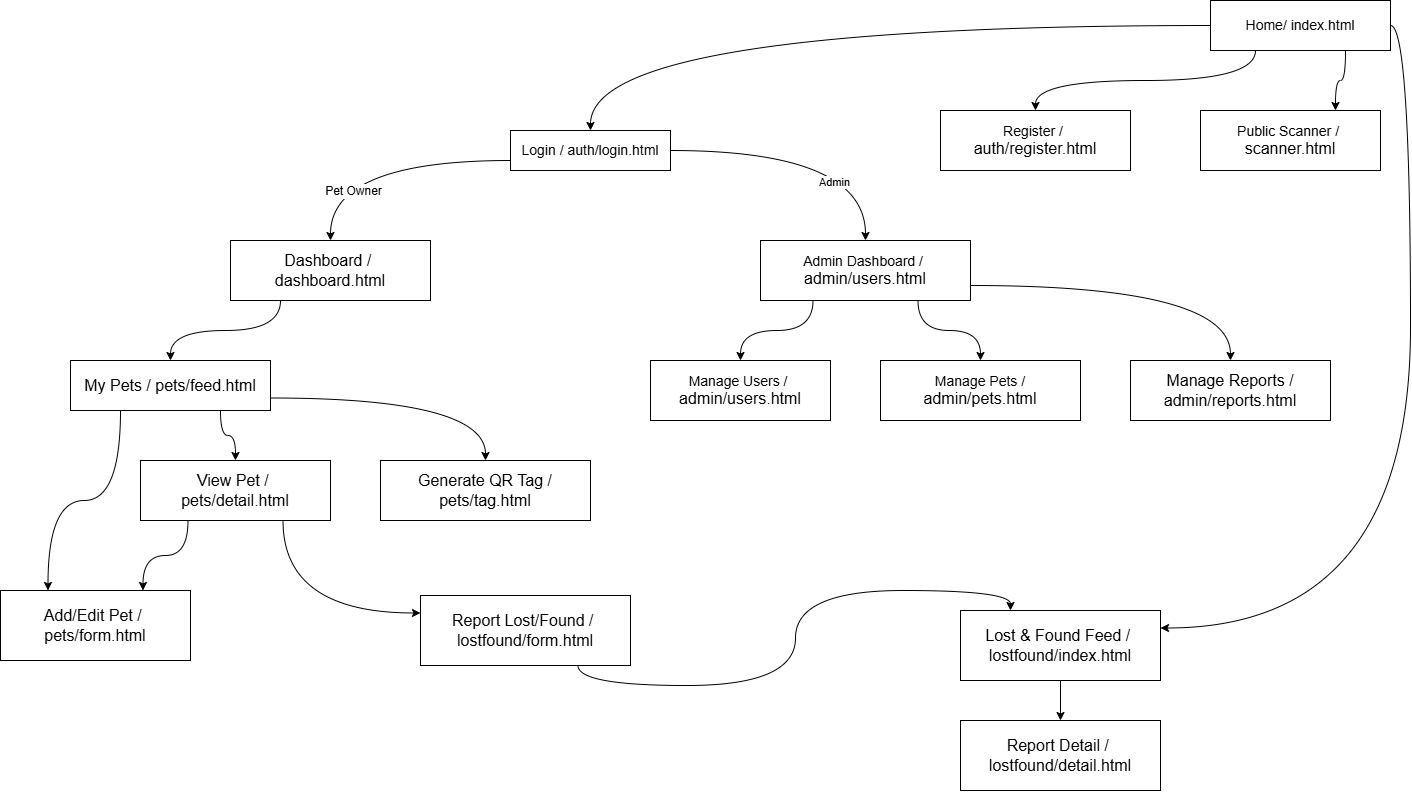 Home/ index.html
Register /
auth/register.html
Public Scanner /
scanner.html
Login / auth/login.html
Pet Owner
Admin
Dashboard /
dashboard.html
Admin Dashboard /
admin/users.html
My Pets / pets/feed.html
Manage Users /
admin/users.html
Manage Pets /
admin/pets.html
Manage Reports /
admin/reports.html
View Pet /
pets/detail.html
Generate QR Tag /
pets/tag.html
Add/Edit Pet /
pets/form.html
Report Lost/Found /
lostfound/form.html
Lost & Found Feed /
lostfound/index.html
Report Detail /
lostfound/detail.html